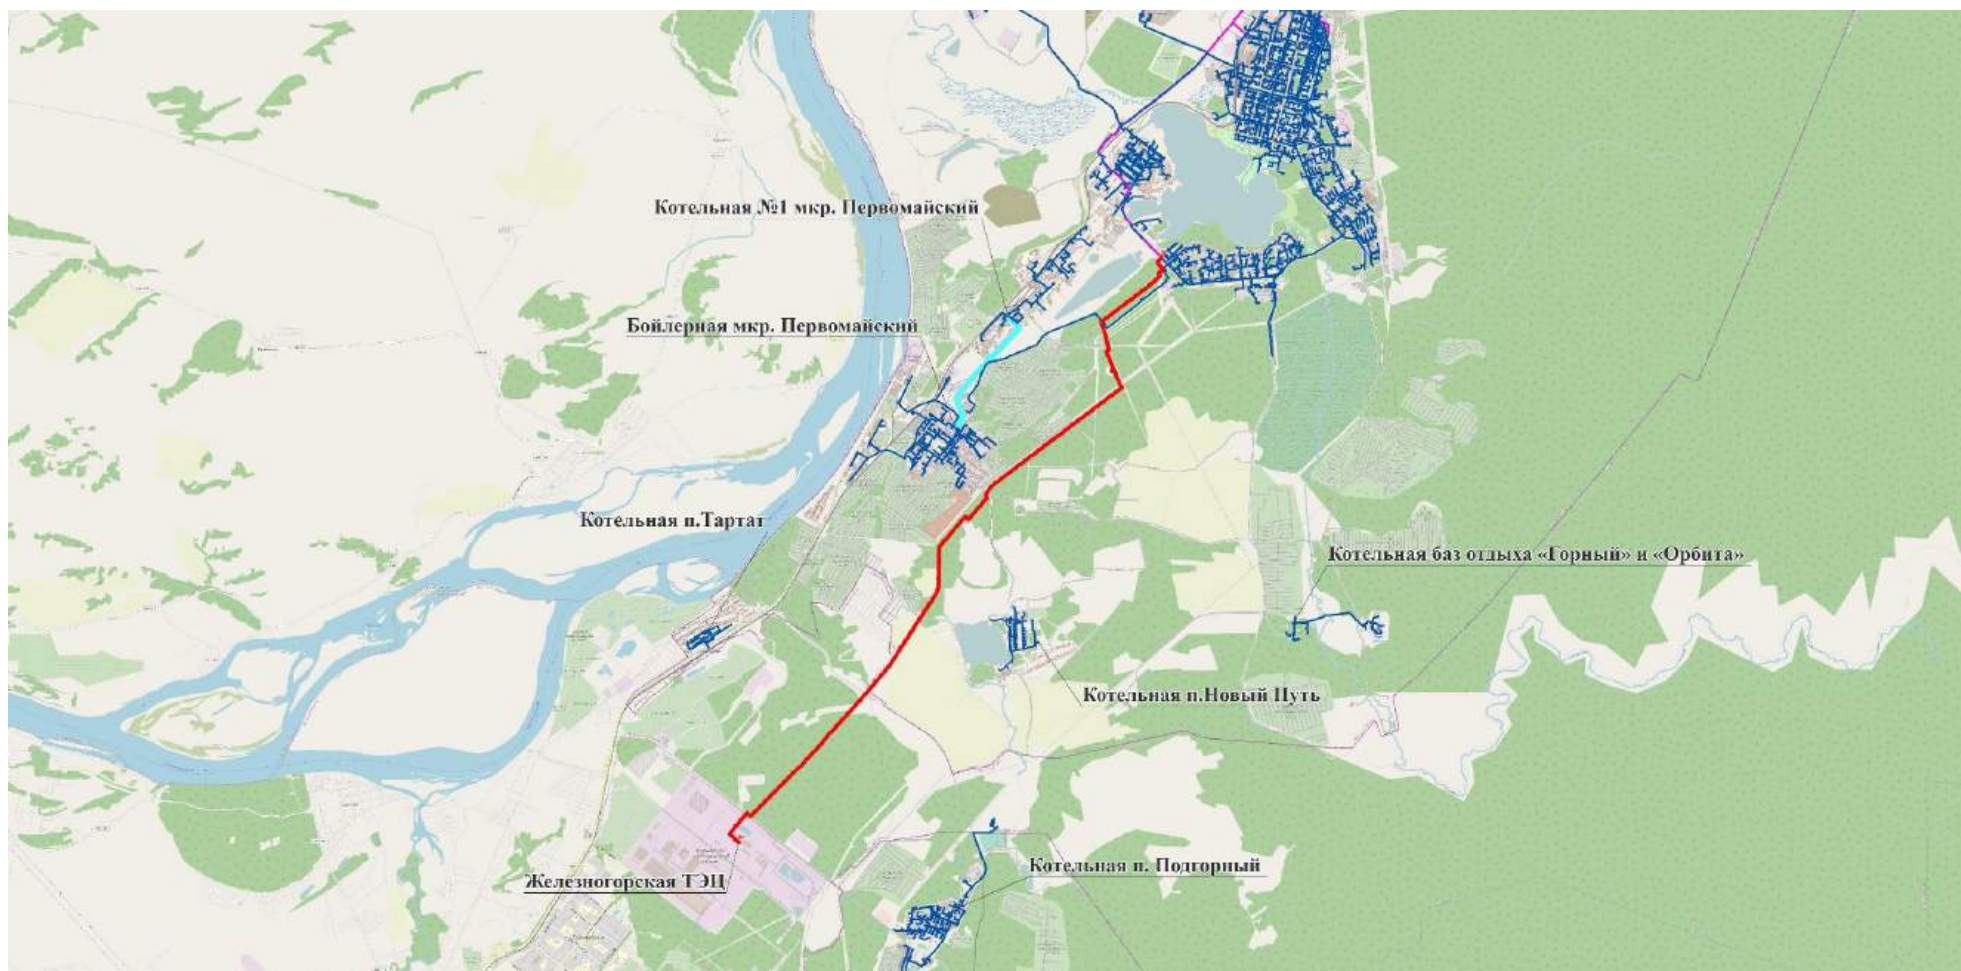 Котельная №1 мкр. Первомайский
Бойлерная мкр. Первомайский
Котельная п.Тартат
Котельная баз отдыха «Горный» и «Орбита»
Котельная п.Новый Путь
Котельная п. Подгорный
Железногорская ТЭЦ